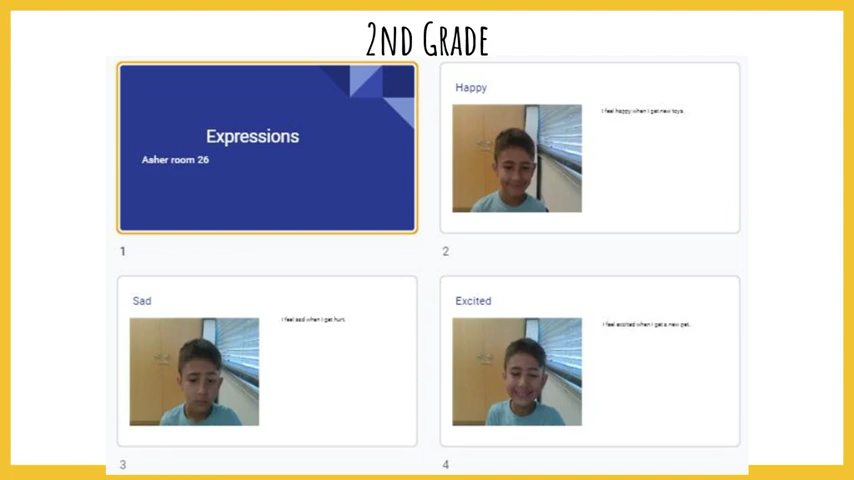 2nd Grade
Expressions
Asher room 26
1
Happy
I feel happy when I get new toys.
2
Sad
I feel sad when I get hurt.
3
Excited
I feel excited when I get a new pet.
4